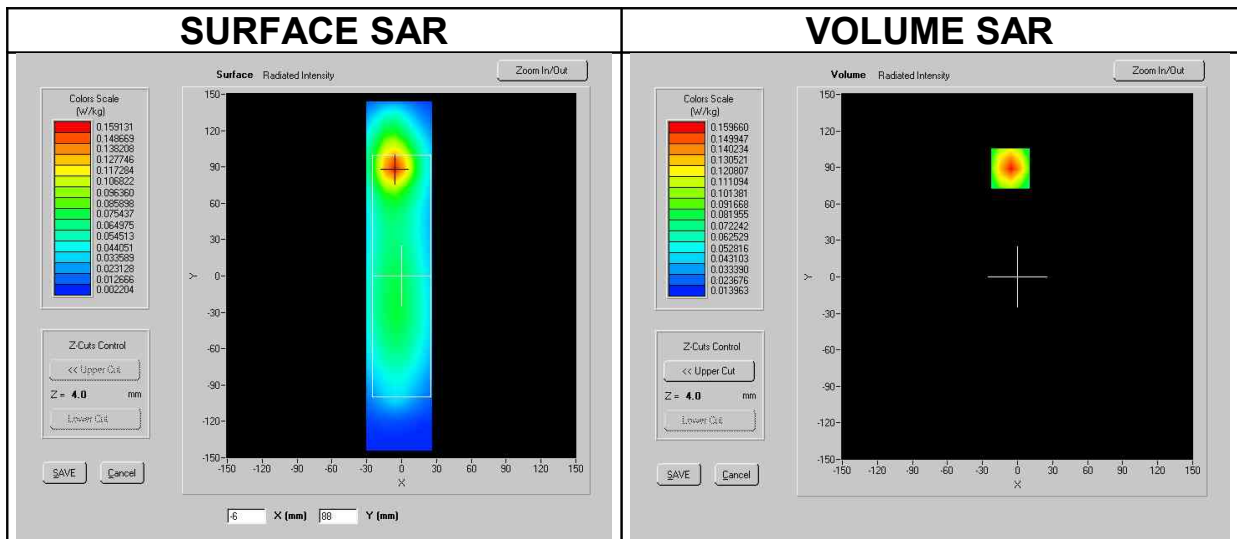 SURFACE SAR
VOLUME SAR
Surface Radiated Intensity
Zoom In/Out
Colors Scale
(W/kg)
0.159131
0.148669
0.138208
0.127746
0.117284
0.106822
0.096360
0.085898
0.075437
0.064975
0.054513
0.044051
0.033589
0.023128
0.012666
0.002204
150
120
90
60
30
0
-30
-60
-90
-120
-150
Y
-150 -120 -90 -60 -30 0 30 60 90 120 150
X
Z-Cuts Control
<< Upper Cut
Z = 4.0 mm
Lower Cut
SAVE Cancel
-6 X (mm) 88 Y (mm)
Volume Radiated Intensity
Zoom In/Out
Colors Scale
(W/kg)
0.159660
0.149947
0.140234
0.130521
0.120807
0.111094
0.101381
0.091668
0.081955
0.072242
0.062529
0.052816
0.043103
0.033390
0.023676
0.013963
150
120
90
60
30
0
-30
-60
-90
-120
-150
Y
-150 -120 -90 -60 -30 0 30 60 90 120 150
X
Z-Cuts Control
<< Upper Cut
Z = 4.0 mm
Lower Cut
SAVE Cancel